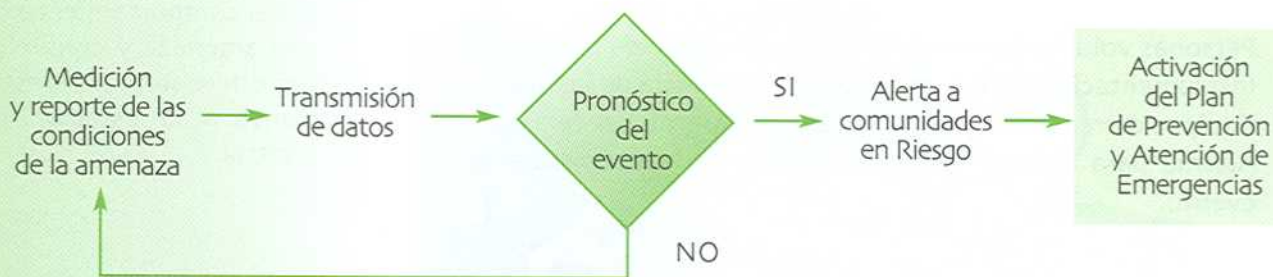 Medición
y reporte de las
condiciones
de la amenaza
Transmisión
de datos
Pronóstico
del
evento
SI
NO
Alerta a
comunidades
en Riesgo
Activación
del Plan
de Prevención
y Atención de
Emergencias